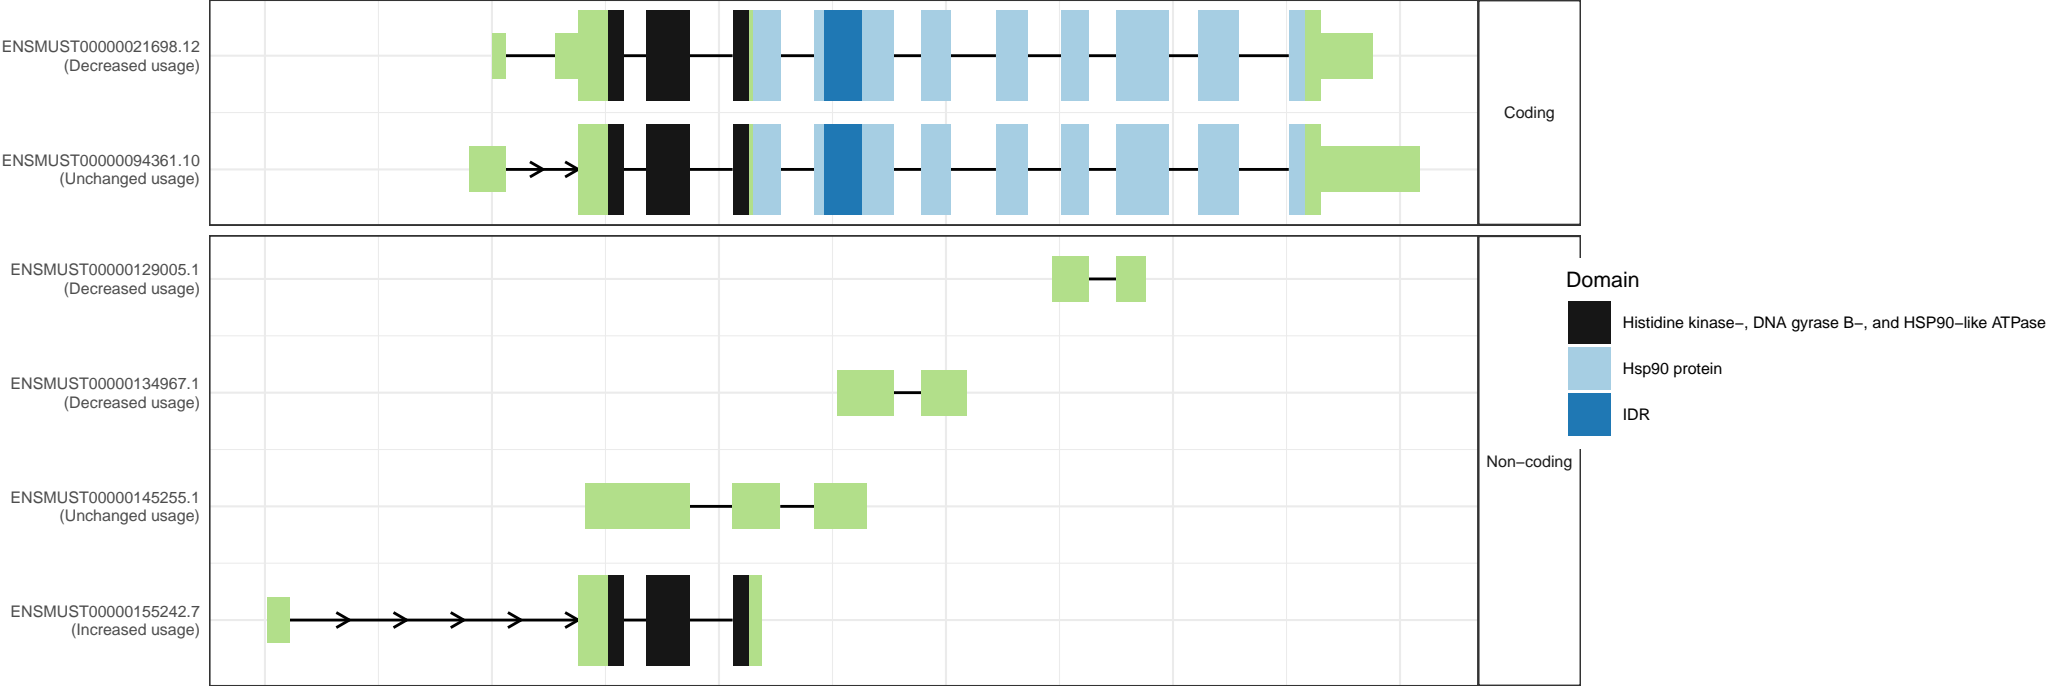 ENSMUST00000021698.12
(Decreased usage)
ENSMUST00000094361.10
(Unchanged usage)
Coding
ENSMUST00000129005.1
(Decreased usage)
ENSMUST00000134967.1
(Decreased usage)
ENSMUST00000145255.1
(Unchanged usage)
ENSMUST00000155242.7
(Increased usage)
Non−coding
Domain
Histidine kinase−, DNA gyrase B−, and HSP90−like ATPase
Hsp90 protein
IDR